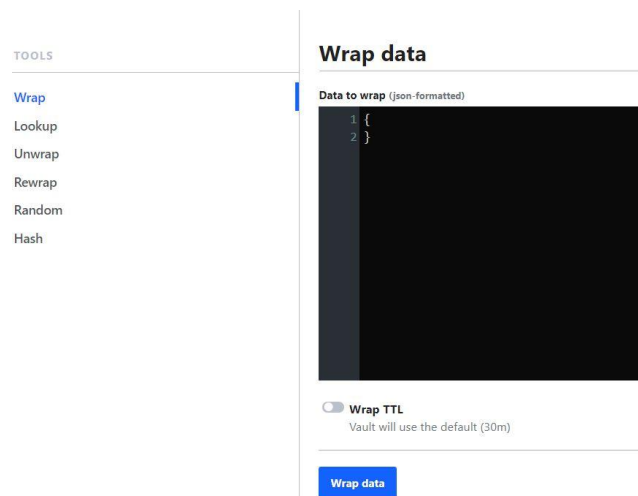 TOOLS
Wrap
Lookup
Unwrap
Rewrap
Random
Hash
Wrap data
Data to wrap (json-formatted)
1 {
2 }
Wrap TTL
Vault will use the default (30m)
Wrap data